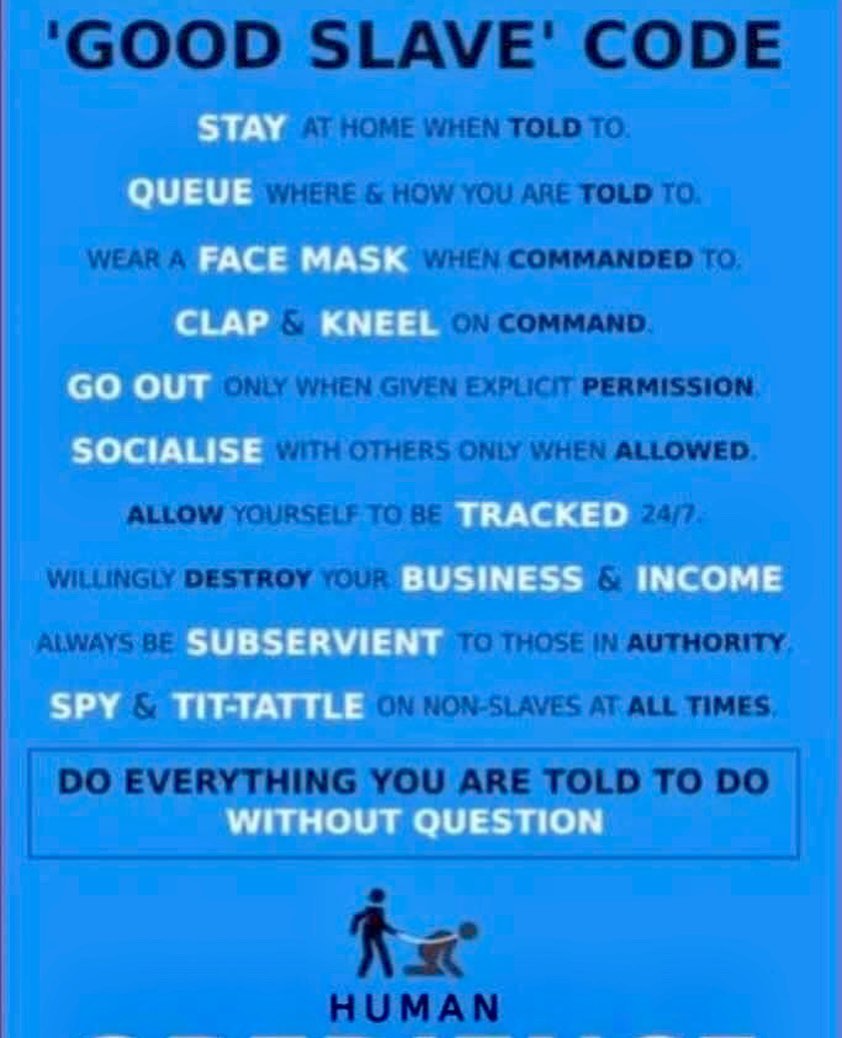 'GOOD SLAVE' CODE
STAY AT HOME WHEN TOLD TO.
QUEUE WHERE & HOW YOU ARE TOLD TO.
WEAR A FACE MASK WHEN COMMANDED TO.
CLAP & KNEEL ON COMMAND.
GO OUT ONLY WHEN GIVEN EXPLICIT PERMISSION.
SOCIALISE WITH OTHERS ONLY WHEN ALLOWED.
ALLOW YOURSELF TO BE TRACKED 24/7.
WILLINGLY DESTROY YOUR BUSINESS & INCOME
ALWAYS BE SUBSERVIENT TO THOSE IN AUTHORITY.
SPY & TIT-TATTLE ON NON-SLAVES AT ALL TIMES.
DO EVERYTHING YOU ARE TOLD TO DO
WITHOUT QUESTION
HUMAN